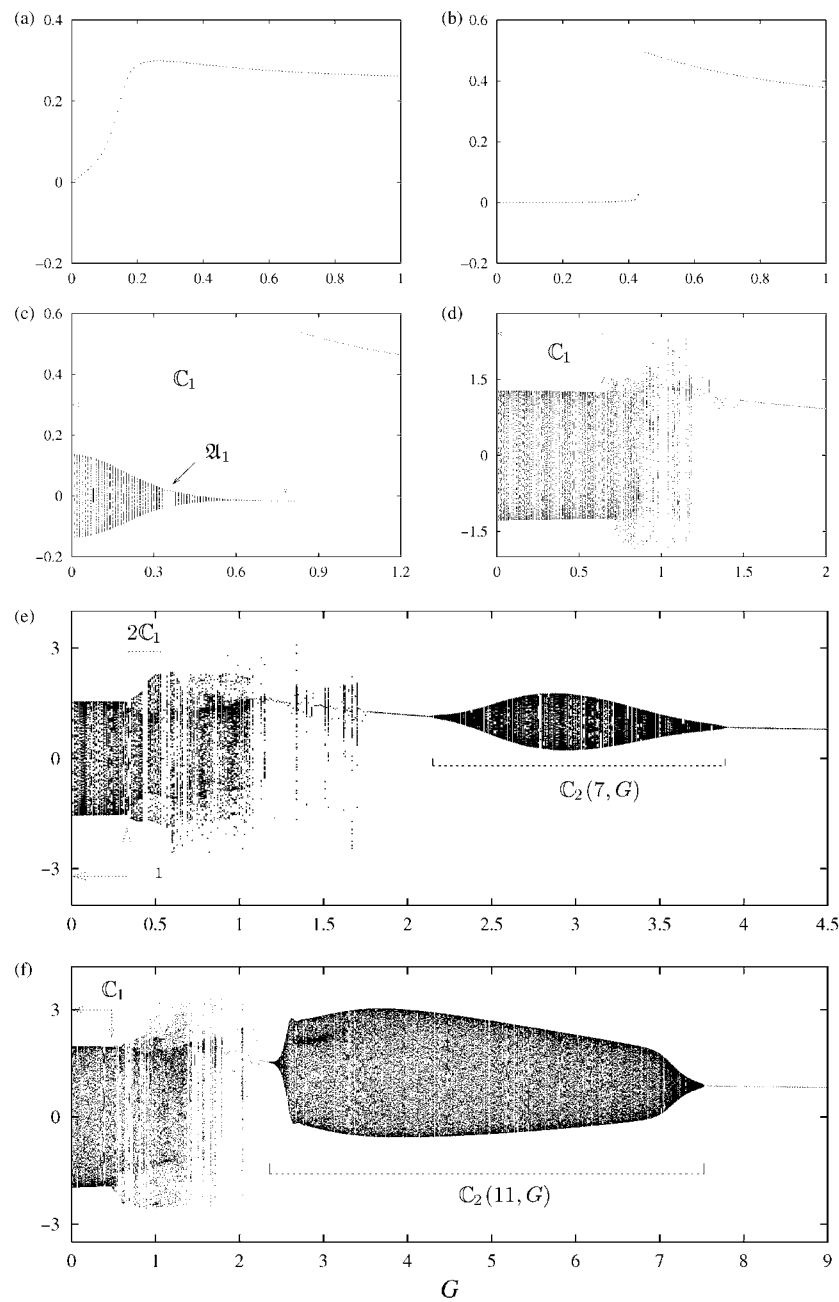 (a)
0.4
0.2
0
−0.2
0 0.2 0.4 0.6 0.8 1
(b)
0.6
0.4
0.2
0
−0.2
0 0.2 0.4 0.6 0.8 1
(c)
0.6
0.4
0.2
0
−0.2
ℂ₁
𝔄₁
0 0.3 0.6 0.9 1.2
(d)
1.5
0
−1.5
ℂ₁
0 0.5 1 1.5 2
(e)
3
0
−3
2ℂ₁
ℂ₂(7, G)
1
0 0.5 1 1.5 2 2.5 3 3.5 4 4.5
(f)
3
0
−3
ℂ₁
ℂ₂(11, G)
0 1 2 3 4 5 6 7 8 9
G